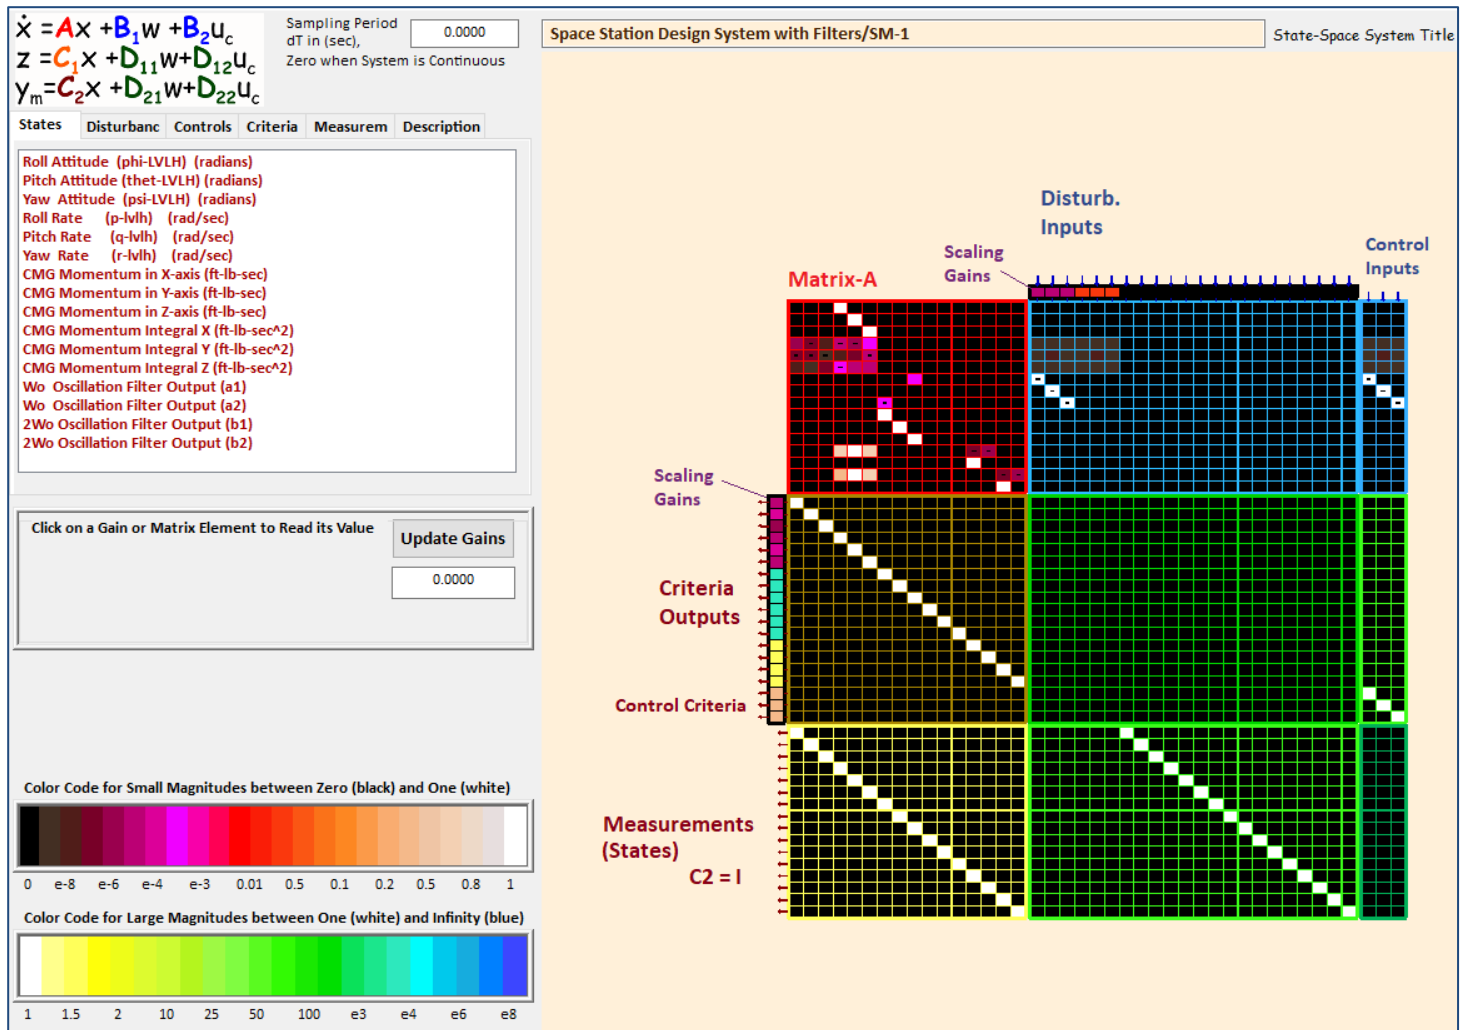 ẋ =Ax +B₁w +B₂u꜀
z =C₁x +D₁₁w+D₁₂u꜀
yₘ=C₂x +D₂₁w+D₂₂u꜀
Sampling Period
dT in (sec),
Zero when System is Continuous
0.0000
Space Station Design System with Filters/SM-1
State-Space System Title
States Disturbanc Controls Criteria Measurem Description
Roll Attitude (phi-LVLH) (radians)
Pitch Attitude (thet-LVLH) (radians)
Yaw Attitude (psi-LVLH) (radians)
Roll Rate (p-lvlh) (rad/sec)
Pitch Rate (q-lvlh) (rad/sec)
Yaw Rate (r-lvlh) (rad/sec)
CMG Momentum in X-axis (ft-lb-sec)
CMG Momentum in Y-axis (ft-lb-sec)
CMG Momentum in Z-axis (ft-lb-sec)
CMG Momentum Integral X (ft-lb-sec^2)
CMG Momentum Integral Y (ft-lb-sec^2)
CMG Momentum Integral Z (ft-lb-sec^2)
Wo Oscillation Filter Output (a1)
Wo Oscillation Filter Output (a2)
2Wo Oscillation Filter Output (b1)
2Wo Oscillation Filter Output (b2)
Click on a Gain or Matrix Element to Read its Value
Update Gains
0.0000
Color Code for Small Magnitudes between Zero (black) and One (white)
0 e-8 e-6 e-4 e-3 0.01 0.5 0.1 0.2 0.5 0.8 1
Color Code for Large Magnitudes between One (white) and Infinity (blue)
1 1.5 2 10 25 50 100 e3 e4 e6 e8
Disturb.
Inputs
Scaling
Gains
Control
Inputs
Matrix-A
Scaling
Gains
Criteria
Outputs
Control Criteria
Measurements
(States)
C2 = I